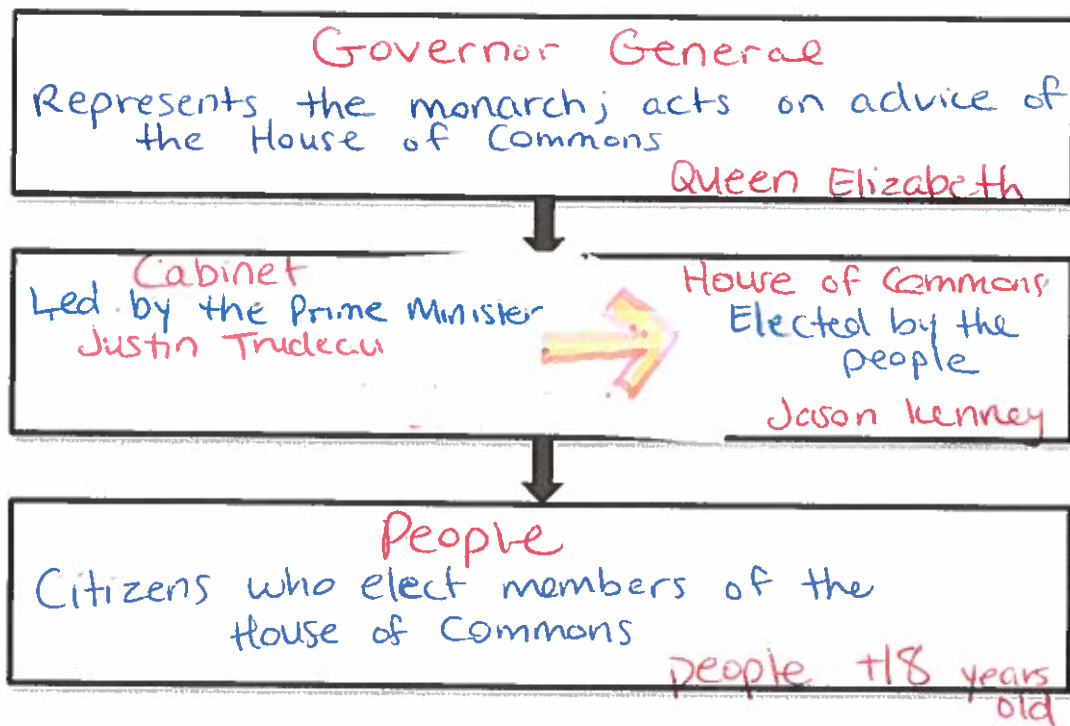 Governor General
Represents the monarch; acts on advice of
the House of Commons
Queen Elizabeth
Cabinet
Led by the Prime Minister
Justin Trudeau
House of Commons
Elected by the
people
Jason Kenney
People
Citizens who elect members of the
House of Commons
people +18 years
old